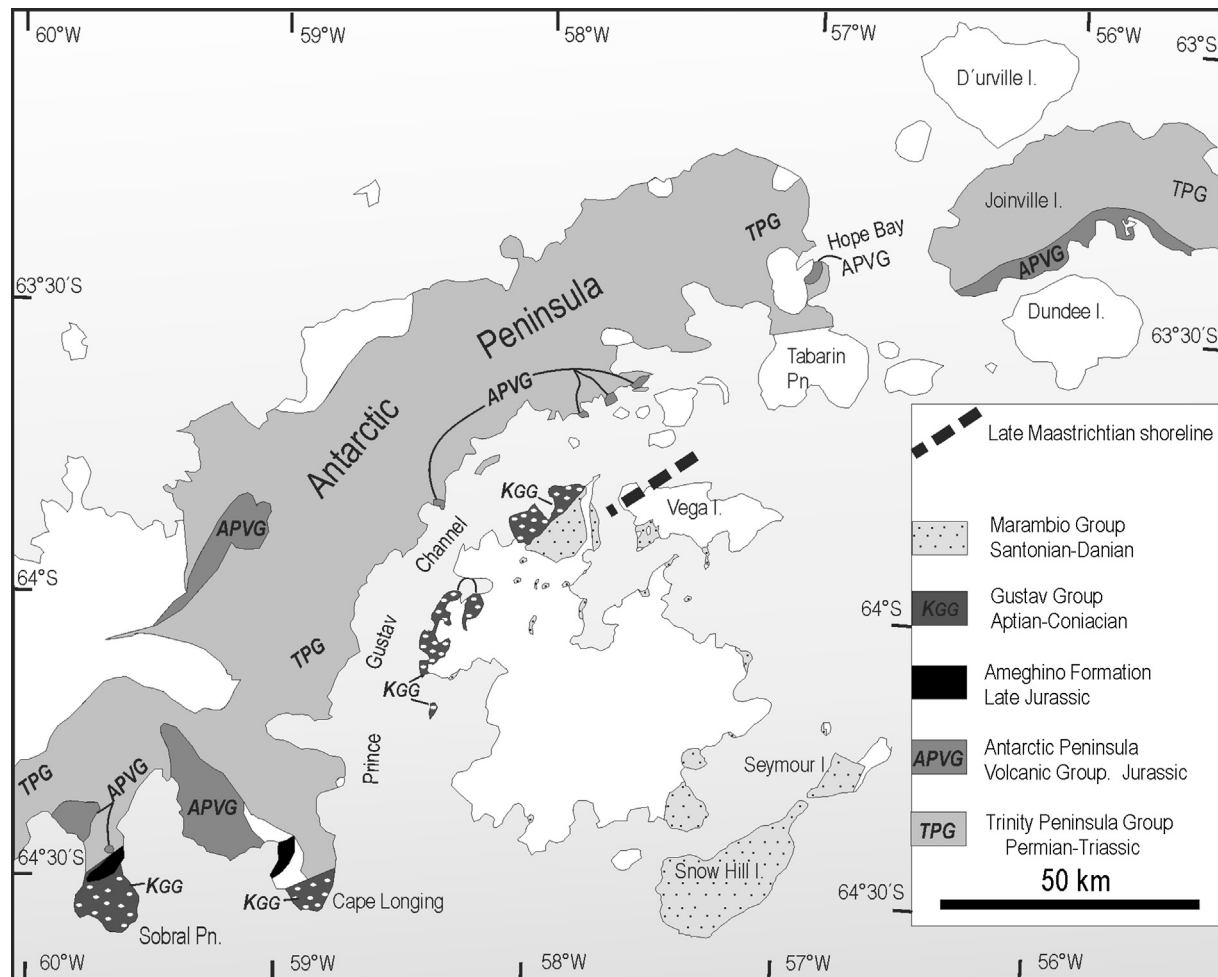 60°W
59°W
58°W
57°W
56°W
63°S
D´urville I.
Joinville I.
TPG
TPG
Hope Bay
APVG
APVG
Dundee I.
63°30´S
63°30´S
Peninsula
Tabarin
Pn.
APVG
Antarctic
Late Maastrichtian shoreline
KGG
Vega I.
APVG
Channel
Marambio Group
Santonian-Danian
64°S
KGG
Gustav Group
Aptian-Coniacian
64°S
TPG
Gustav
KGG
Ameghino Formation
Late Jurassic
Prince
Seymour I.
APVG
Antarctic Peninsula
Volcanic Group. Jurassic
TPG
APVG
APVG
TPG
Trinity Peninsula Group
Permian-Triassic
64°30´S
Snow Hill I.
64°30´S
50 km
KGG
KGG
Cape Longing
Sobral Pn.
60°W
59°W
58°W
57°W
56°W